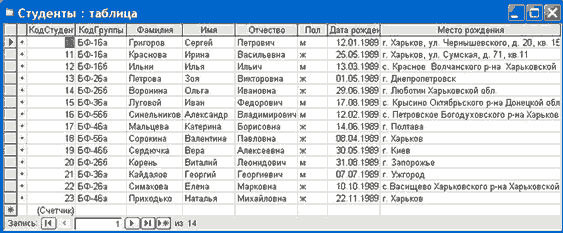 Студенты : таблица
КодСтудент КодГруппы Фамилия Имя Отчество Пол Дата рожден Место рождения
10 БФ-16а Григоров Сергей Петрович м 12.01.1989 г. Харьков, ул. Чернышевского, д. 20, кв. 15
11 БФ-16а Краснова Ирина Васильевна ж 25.05.1989 г. Харьков, ул. Сумская, д. 71, кв.11
12 БФ-16б Ильин Илья Ильич м 13.03.1989 с. Красное Волчанского р-на Харьковской
13 БФ-26а Петрова Зоя Викторовна ж 01.05.1989 г. Днепропетровск
14 БФ-26б Воронина Ольга Ивановна ж 29.06.1989 г. Люботин Харьковской обл.
15 БФ-36а Луговой Иван Федорович м 17.08.1989 с. Крысино Октябрьского р-на Донецкой обл
16 БФ-56б Синельников Александр Владимирович м 12.02.1989 с. Петровское Богодуховского р-на Харьков
17 БФ-46а Мальцева Катерина Борисовна ж 14.06.1989 г. Полтава
18 БФ-56а Сорокина Валентина Павловна ж 08.04.1989 г. Харьков
19 БФ-46б Сердючка Вера Алексеевна ж 30.05.1989 г. Киев
20 БФ-26б Корень Виталий Леонидович м 31.08.1989 г. Запорожье
21 БФ-36а Кайдалов Георгий Георгиевич м 07.07.1989 г. Ужгород
22 БФ-26а Симакова Елена Марковна ж 10.10.1989 с.Васищево Харьковского р-на Харьковской
23 БФ-46а Приходько Наталья Михайловна ж 22.11.1989 г. Харьков
(Счетчик)
Запись: 1 из 14